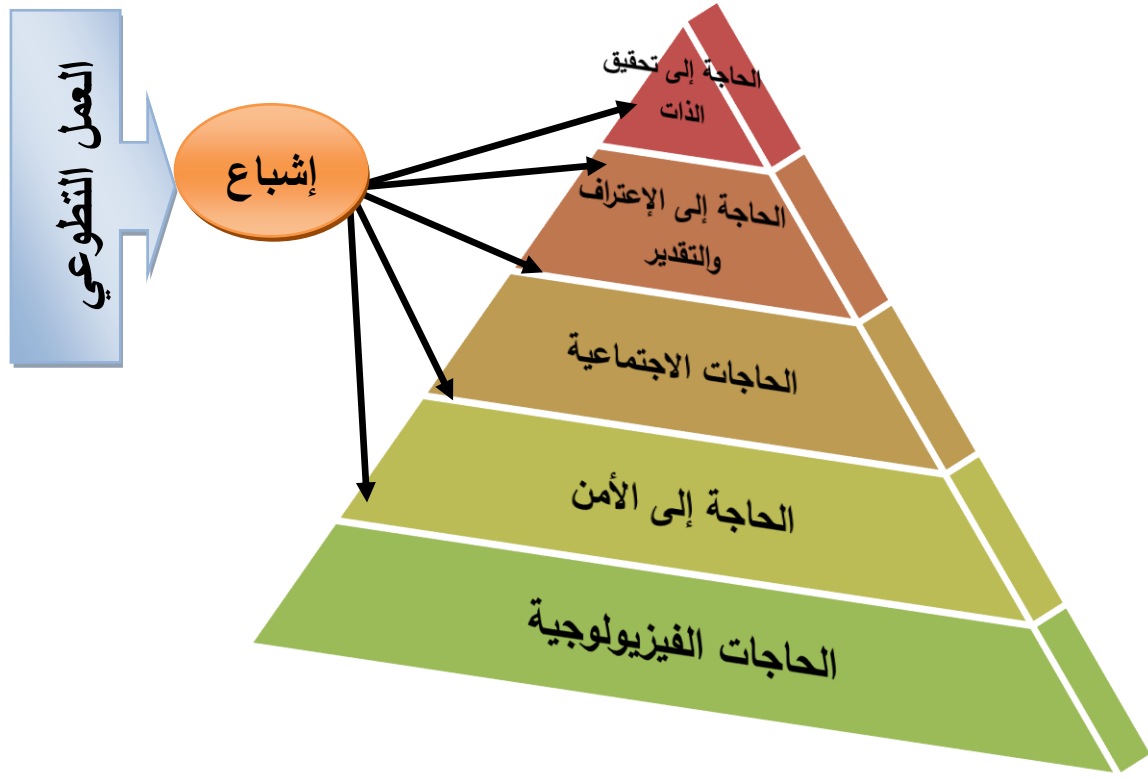 العمل التطوعي
إشباع
الحاجة إلى تحقيق
الذات
الحاجة إلى الإعتراف
والتقدير
الحاجات الاجتماعية
الحاجة إلى الأمن
الحاجات الفيزيولوجية